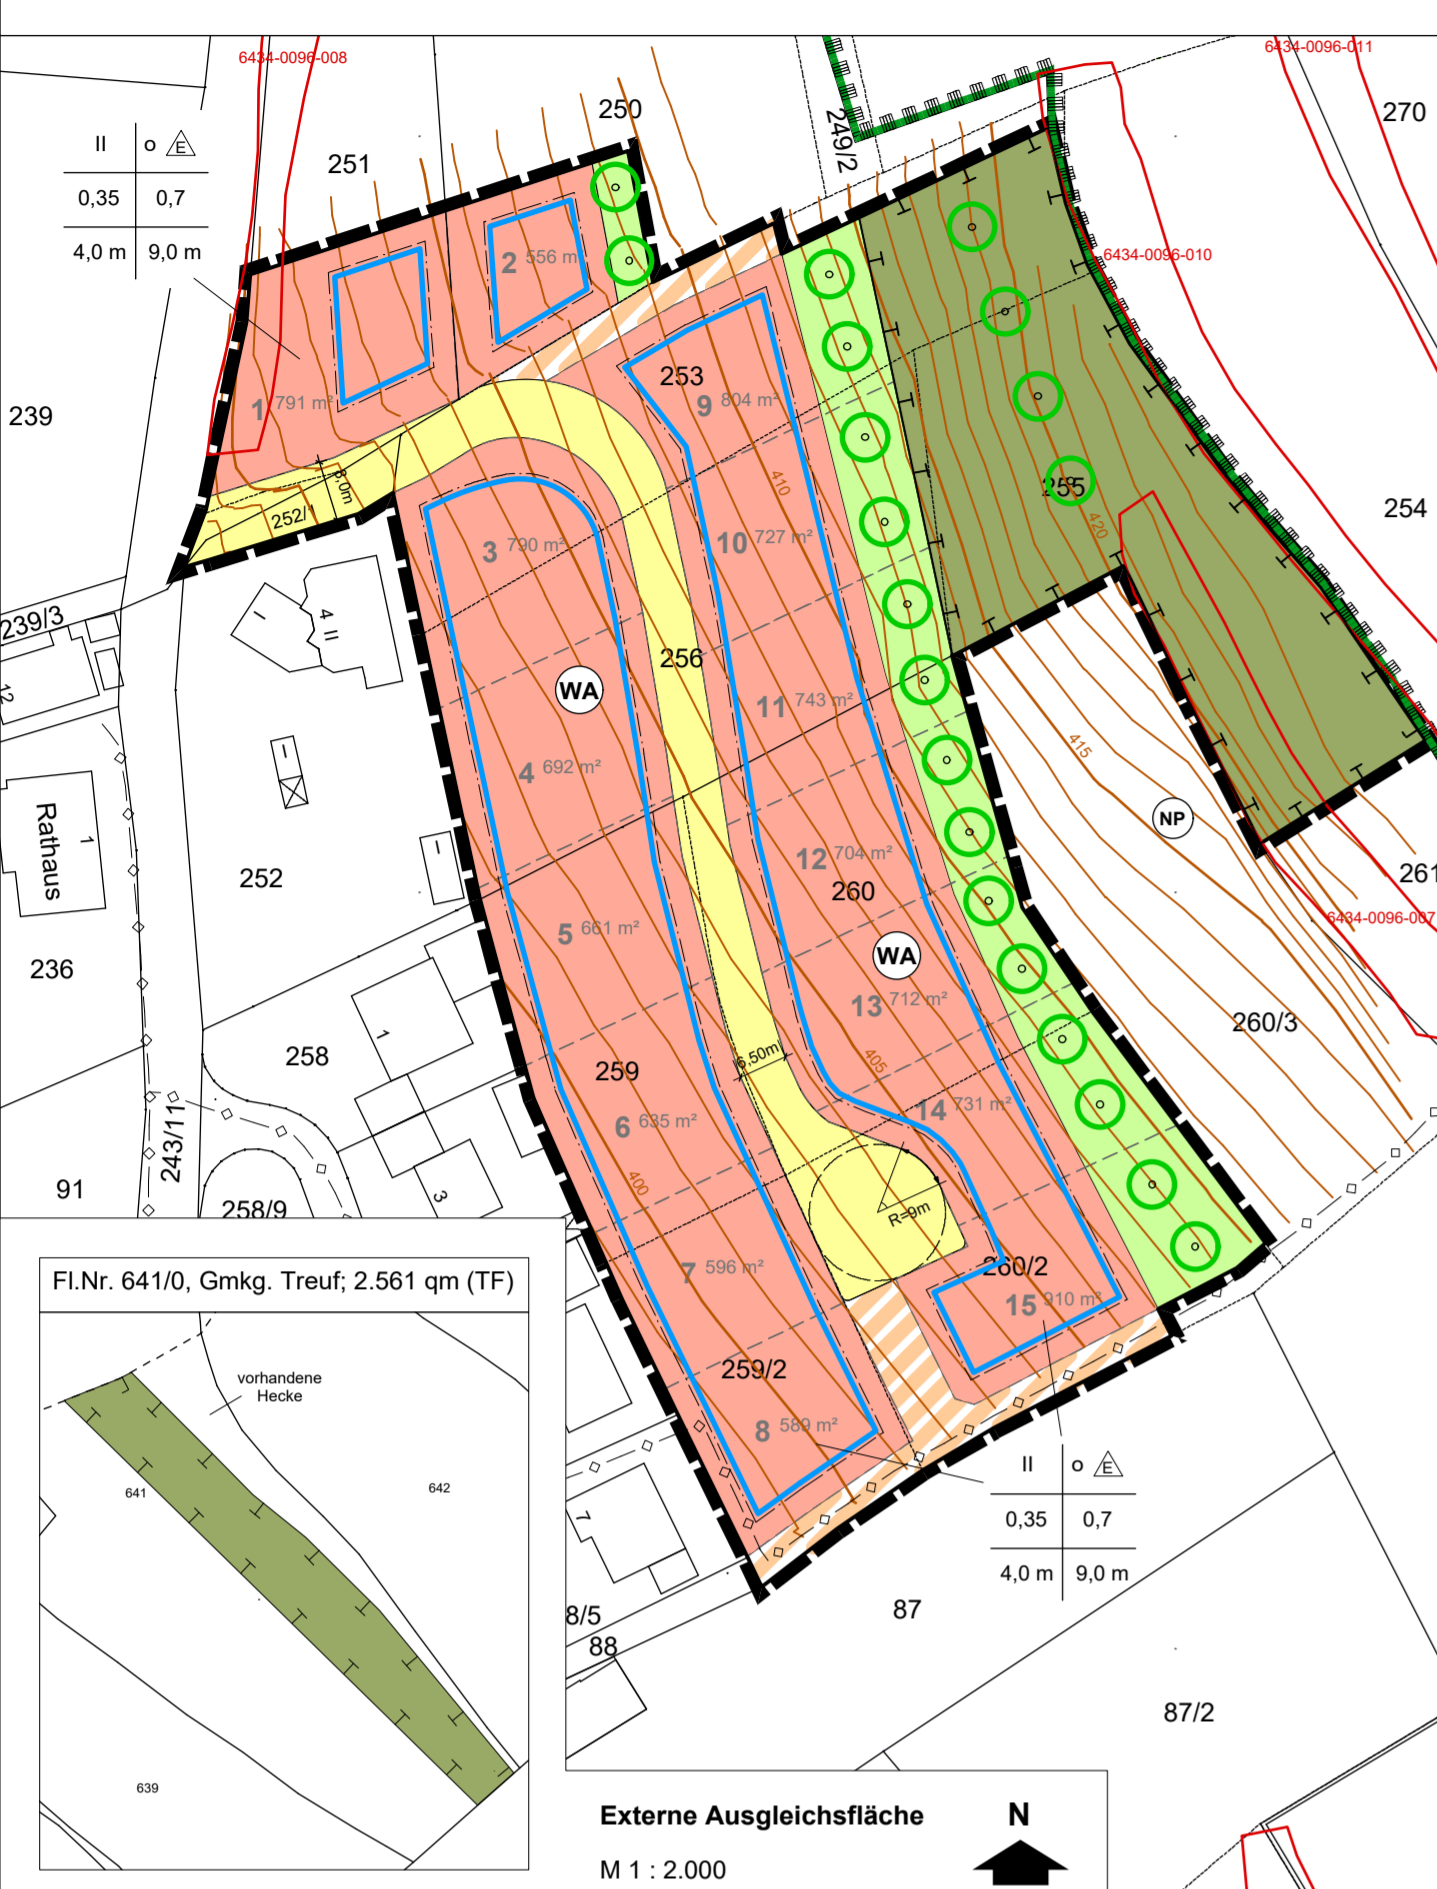 6434-0096-008
6434-0096-011
250
270
249/2
II o E
251
0,35 0,7
4,0 m 9,0 m
6434-0096-010
2 556 m
253
9 804 m²
1 791 m²
239
410
8,0m
255
254
252/1
420
3 790 m²
10 727 m²
239/3
4 II
I
12
256
WA
11 743 m²
415
I
4 692 m²
NP
Rathaus
1
I
12 704 m²
252
260
261
6434-0096-007
5 661 m²
WA
236
13 712 m²
260/3
1
258
6,50m
405
259
14 731 m²
6 635 m²
243/11
91
3
400
258/9
R=9m
260/2
7 596 m²
15 910 m²
Fl.Nr. 641/0, Gmkg. Treuf; 2.561 qm (TF)
259/2
vorhandene
Hecke
8 589 m²
II o E
641
642
7
0,35 0,7
4,0 m 9,0 m
8/5
87
88
87/2
639
Externe Ausgleichsfläche
N
M 1 : 2.000